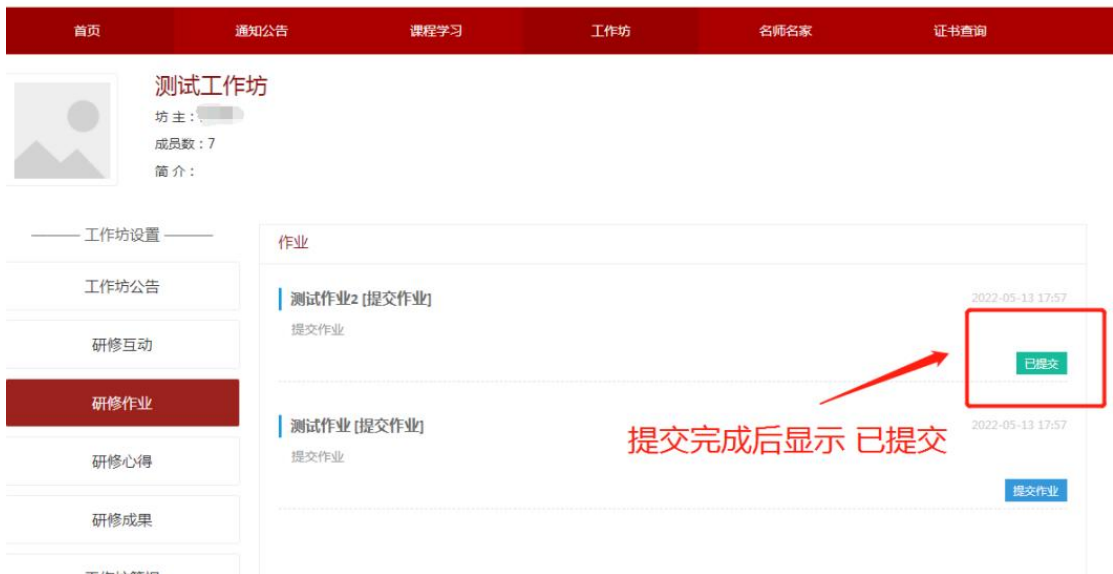 首页 通知公告 课程学习 工作坊 名师名家 证书查询
测试工作坊
坊 主：
成员数：7
简 介：
工作坊设置
工作坊公告
研修互动
研修作业
研修心得
研修成果
作业
测试作业2 [提交作业]
2022-05-13 17:57
提交作业
已提交
测试作业 [提交作业]
2022-05-13 17:57
提交作业
提交作业
提交完成后显示 已提交